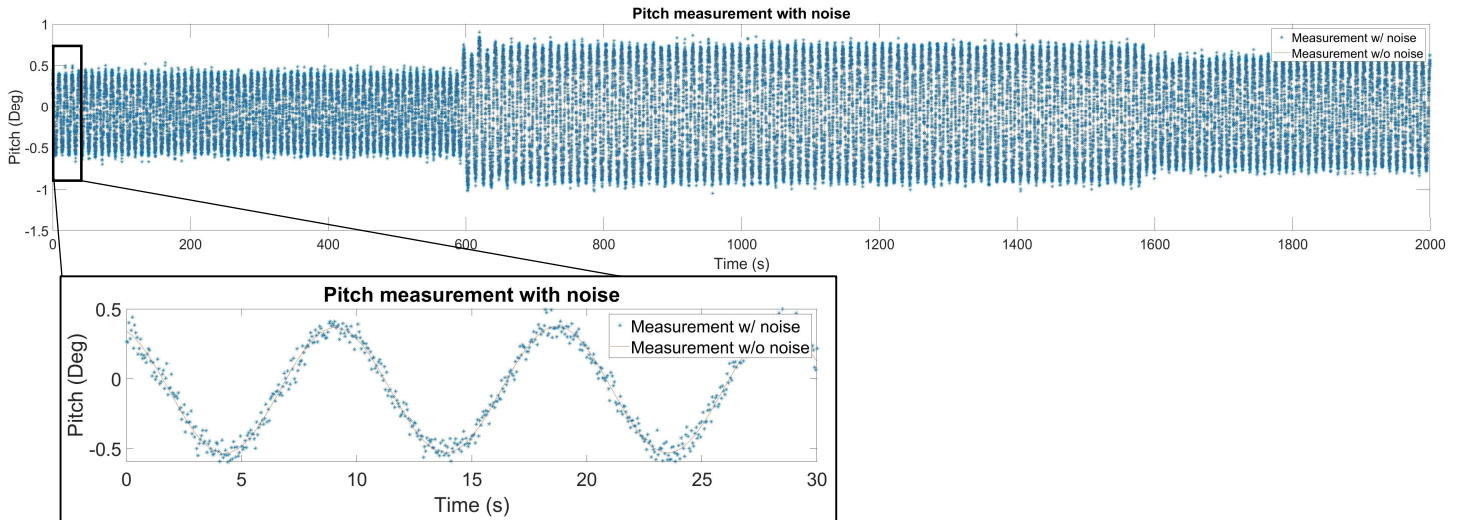 Pitch measurement with noise
Pitch (Deg)
1
0.5
0
-0.5
-1
-1.5
Measurement w/ noise
Measurement w/o noise
0 200 400 600 800 1000 1200 1400 1600 1800 2000
Time (s)
Pitch measurement with noise
Pitch (Deg)
0.5
0
-0.5
Measurement w/ noise
Measurement w/o noise
0 5 10 15 20 25 30
Time (s)